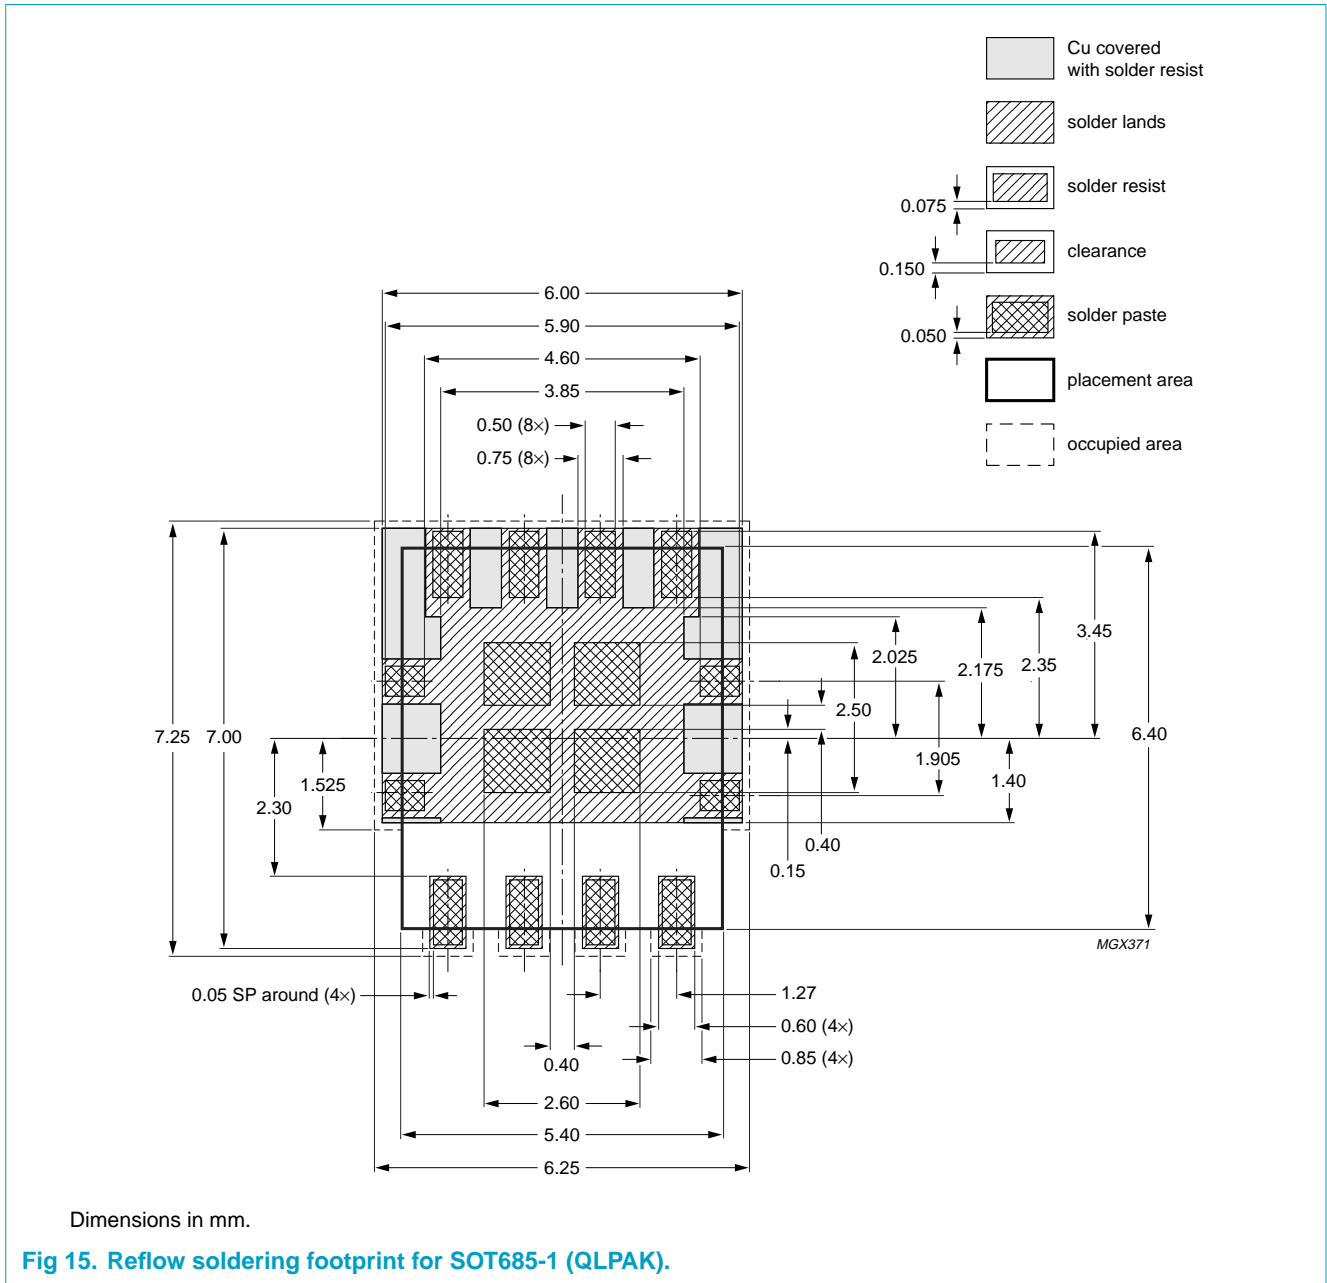 Cu covered
with solder resist
solder lands
solder resist
0.075
clearance
0.150
solder paste
0.050
placement area
occupied area
6.00
5.90
4.60
3.85
0.50 (8×)
0.75 (8×)
7.25
7.00
2.30
1.525
2.025
2.175
2.35
3.45
2.50
6.40
1.905
1.40
0.40
0.15
MGX371
0.05 SP around (4×)
1.27
0.60 (4×)
0.40
0.85 (4×)
2.60
5.40
6.25
Dimensions in mm.
Fig 15. Reflow soldering footprint for SOT685-1 (QLPAK).